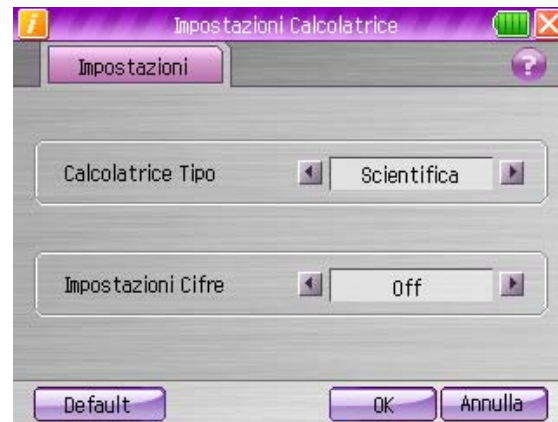 Impostazioni Calcolatrice
Impostazioni
?
Calcolatrice Tipo
Scientifica
Impostazioni Cifre
Off
Default
OK
Annulla